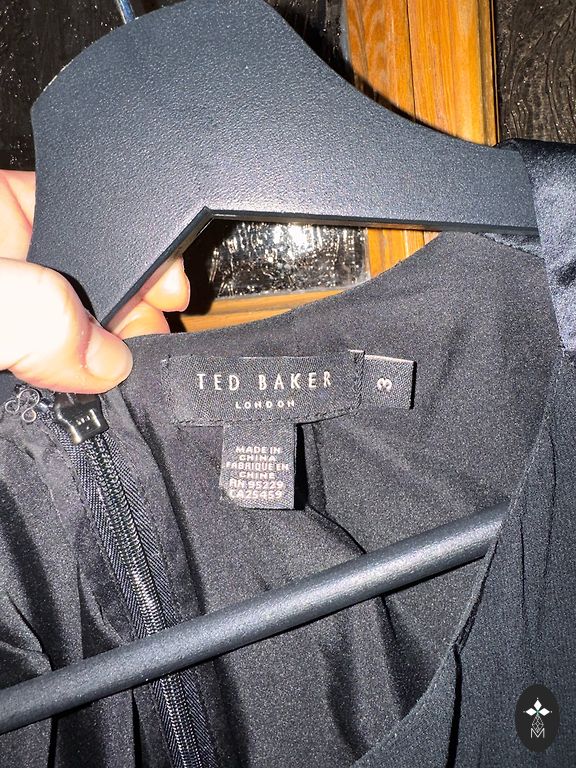 TED BAKER
LONDON
3
MADE IN
CHINA
FABRIQUE EN
CHINE
RN 95229
CA25459
M